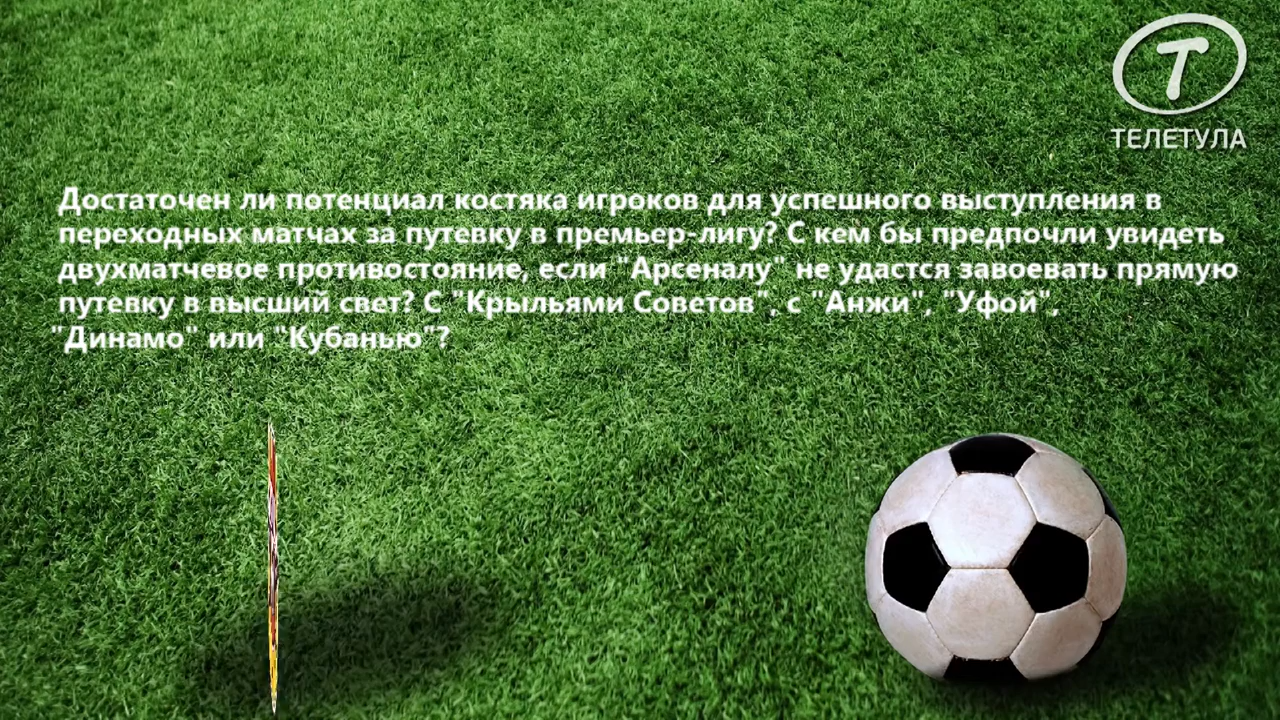 Т
ТЕЛЕТУЛА
Достаточен ли потенциал костяка игроков для успешного выступления в
переходных матчах за путевку в премьер-лигу? С кем бы предпочли увидеть
двухматчевое противостояние, если "Арсеналу" не удастся завоевать прямую
путевку в высший свет? С "Крыльями Советов", с "Анжи", "Уфой",
"Динамо" или "Кубанью"?